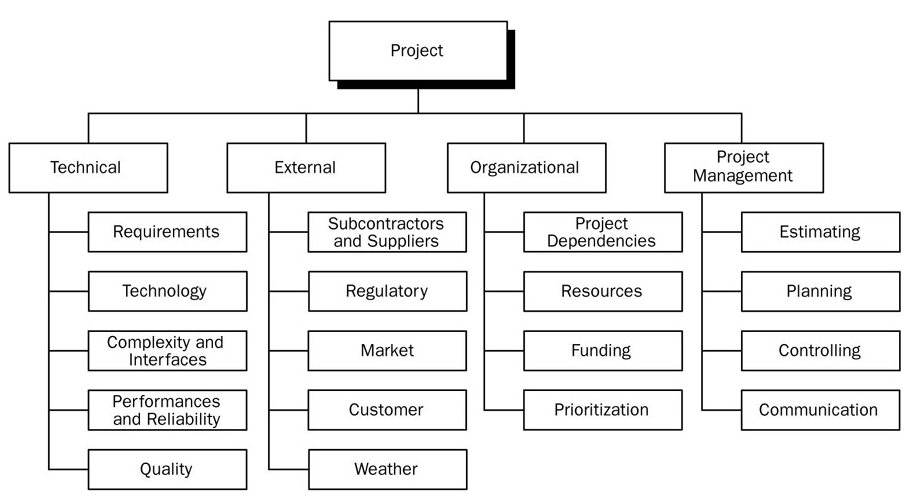 Project
Technical
External
Organizational
Project
Management
Requirements
Technology
Complexity and
Interfaces
Performances
and Reliability
Quality
Subcontractors
and Suppliers
Regulatory
Market
Customer
Weather
Project
Dependencies
Resources
Funding
Prioritization
Estimating
Planning
Controlling
Communication